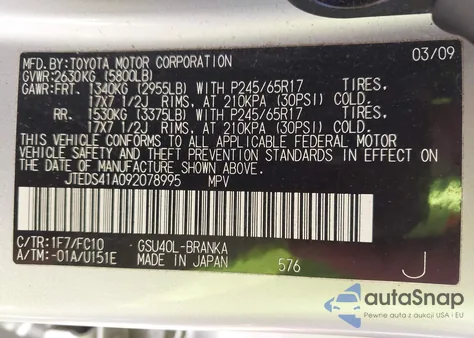 MFD.BY:TOYOTA MOTOR CORPORATION 03/09
GVWR:2630KG (5800LB)
GAWR:FRT. 1340KG (2955LB) WITH P245/65R17 TIRES,
17X7 1/2J RIMS, AT 210KPA (30PSI) COLD.
RR. 1530KG (3375LB) WITH P245/65R17 TIRES,
17X7 1/2J RIMS, AT 210KPA (30PSI) COLD.
THIS VEHICLE CONFORMS TO ALL APPLICABLE FEDERAL MOTOR
VEHICLE SAFETY AND THEFT PREVENTION STANDARDS IN EFFECT ON
THE DATE OF MANUFACTURE SHOWN ABOVE.
JTEDS41A092078995 MPV
C/TR:1F7/FC10 GSU40L-BRANKA
A/TM:-01A/U151E MADE IN JAPAN 576 J
autoSnap
Pewne auta z aukcji USA i EU